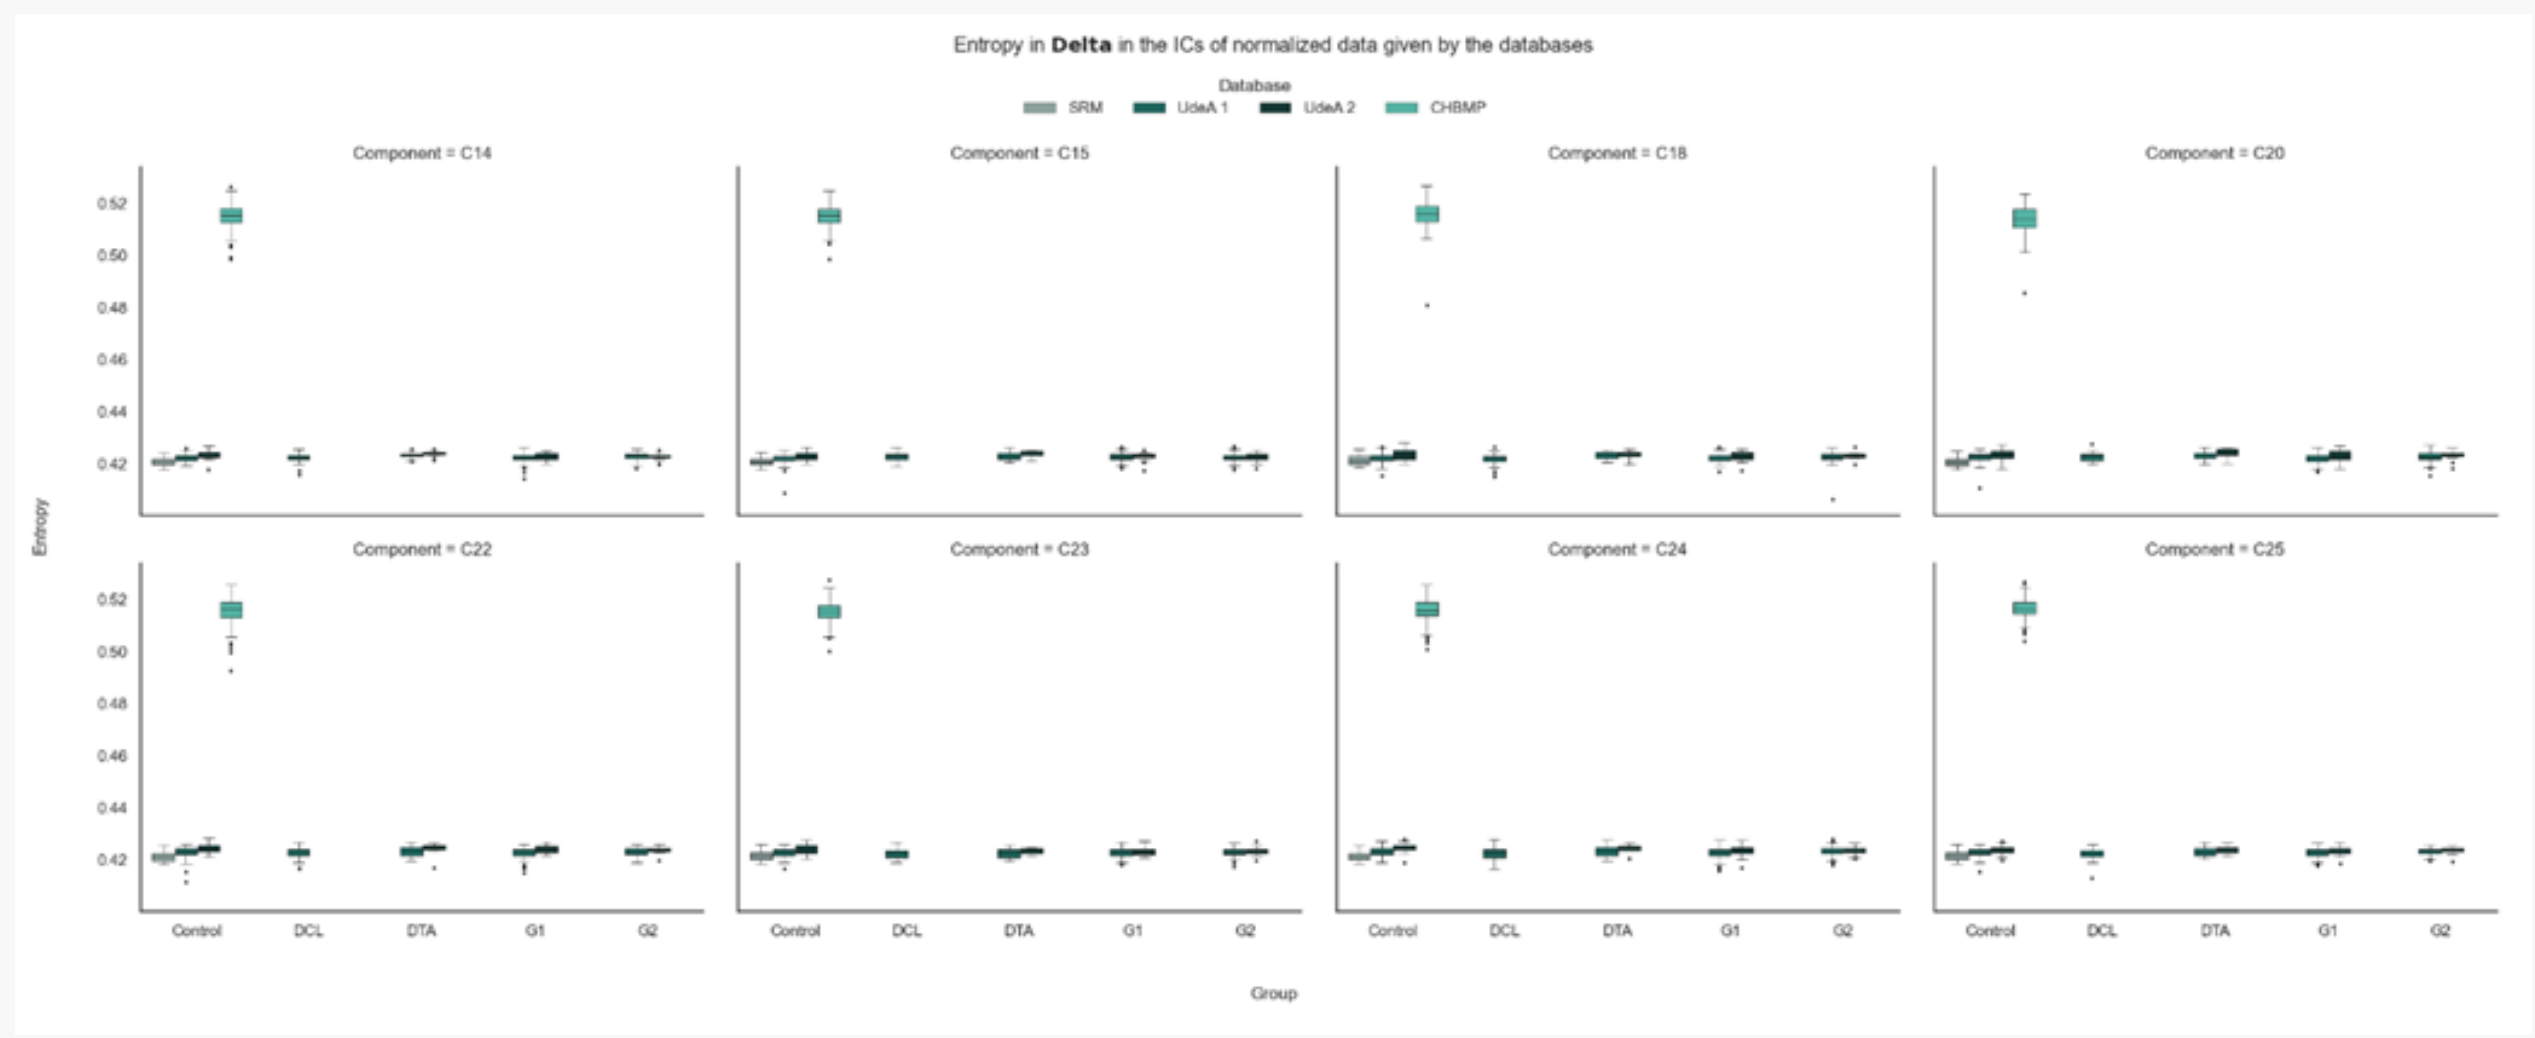 Entropy in Delta in the ICs of normalized data given by the databases
Database
SRM UdeA 1 UdeA 2 CHBMP
Component = C14 Component = C15 Component = C18 Component = C20
0.52
0.50
0.48
0.46
0.44
0.42
Entropy
Component = C22 Component = C23 Component = C24 Component = C25
0.52
0.50
0.48
0.46
0.44
0.42
Control DCL DTA G1 G2 Control DCL DTA G1 G2 Control DCL DTA G1 G2 Control DCL DTA G1 G2
Group